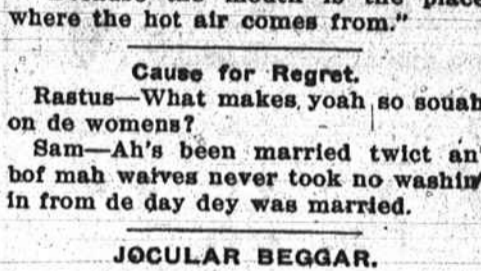 where the hot air comes from."
Cause for Regret.
Rastus—What makes yoah so souah
on de womens?
Sam—Ah's been married twict an'
bof mah waives never took no washin'
in from de day dey was married.
JOCULAR BEGGAR.